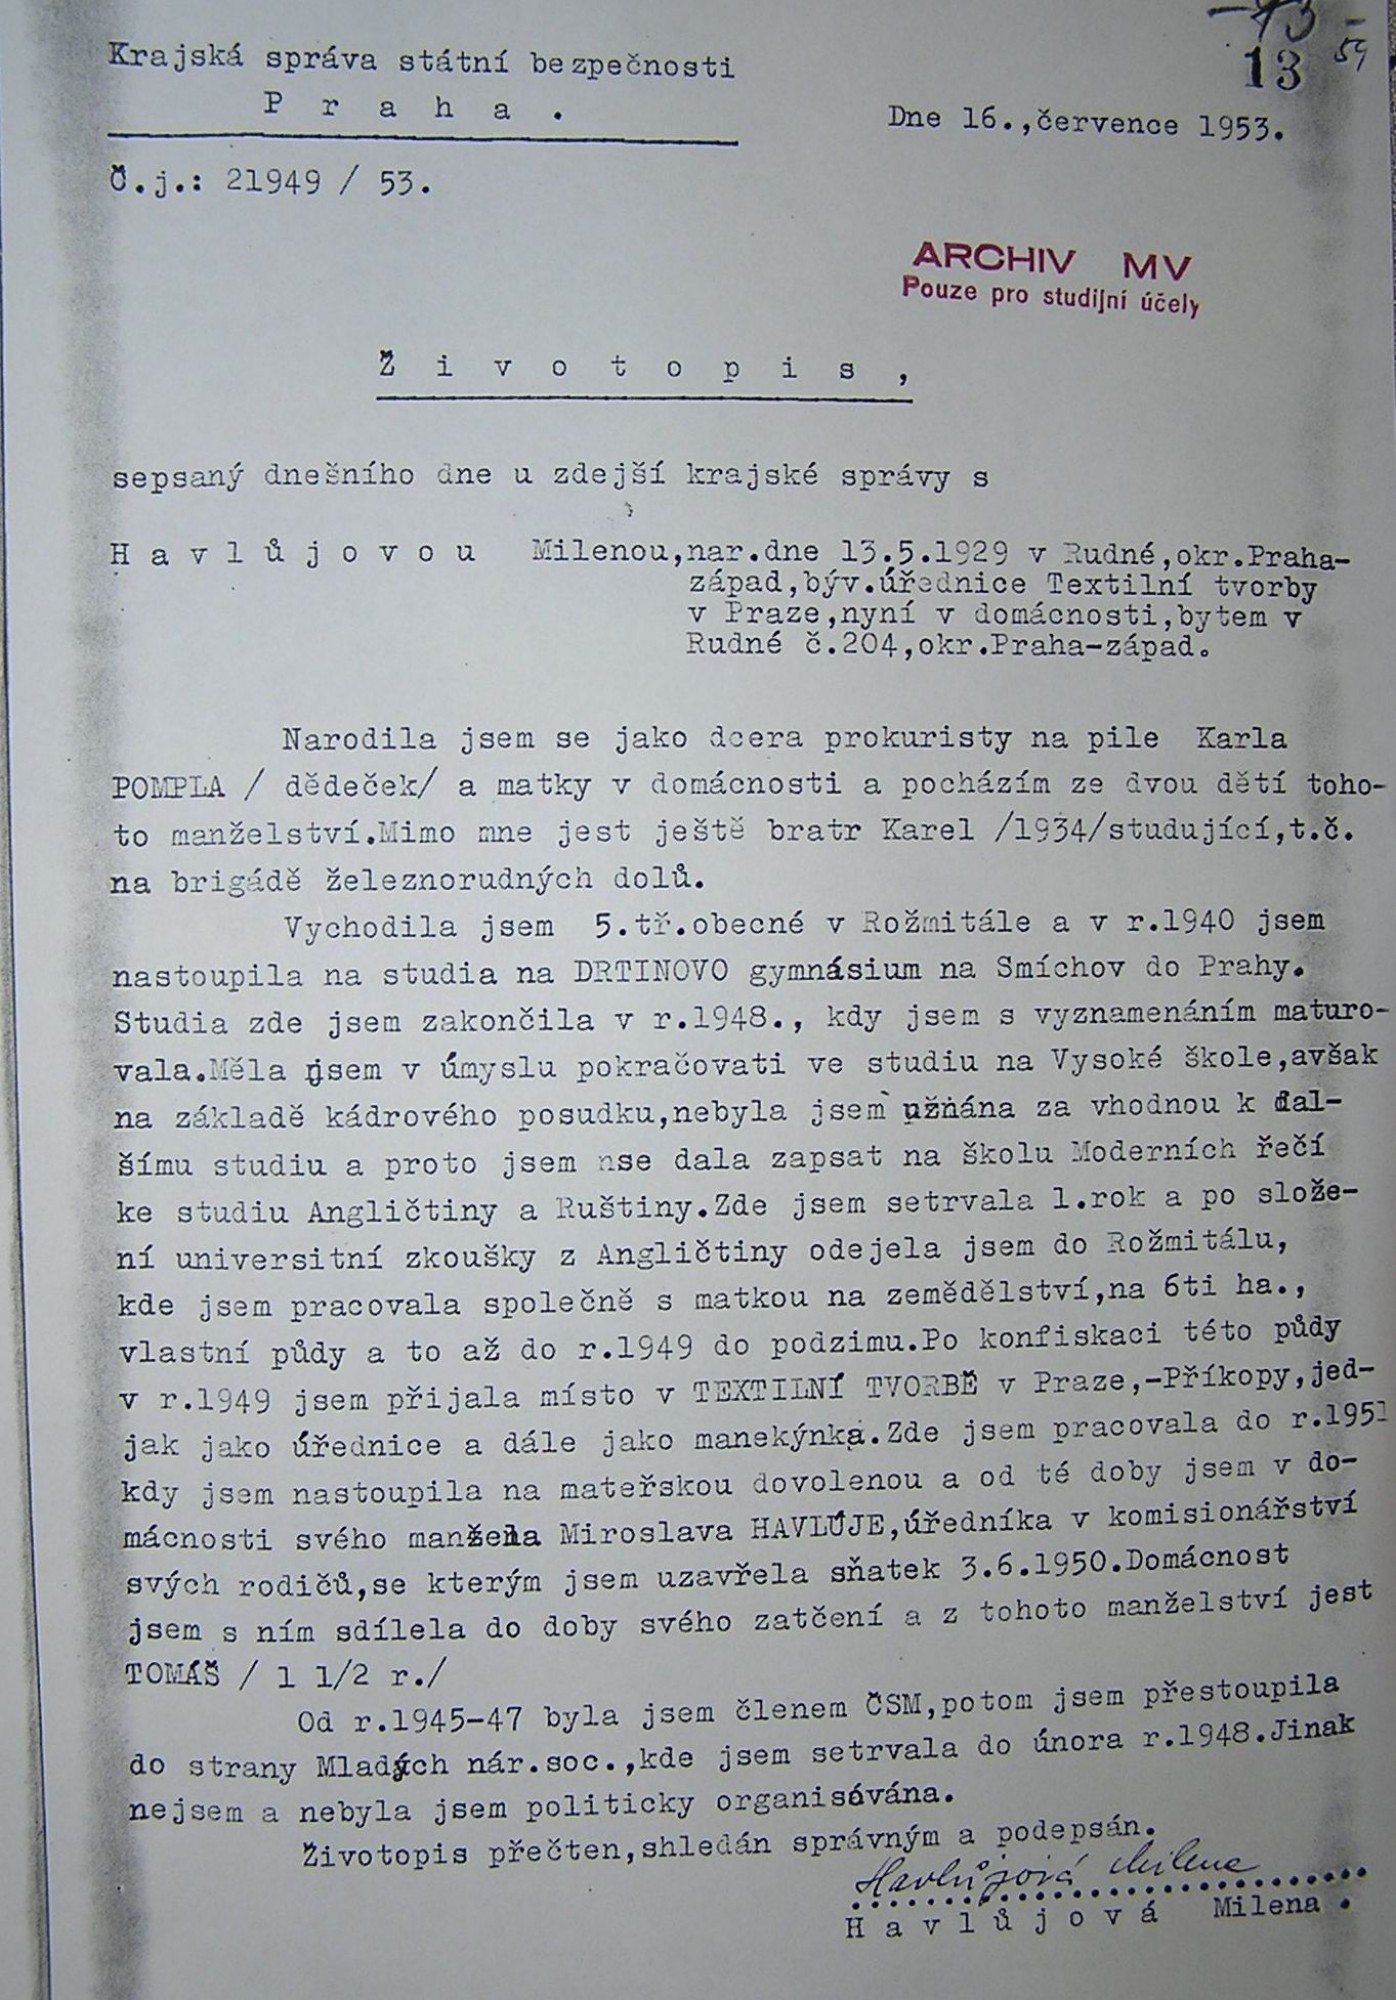 -13-
59
13
Krajská správa státní bezpečnosti
P r a h a .
Dne 16.,července 1953.
Č.j.: 21949 / 53.
ARCHIV MV
Pouze pro studijní účely
Ž i v o t o p i s ,
sepsaný dnešního dne u zdejší krajské správy s
H a v l ů j o v o u Milenou,nar.dne 13.5.1929 v Rudné,okr.Praha-
západ,býv.úřednice Textilní tvorby
v Praze,nyní v domácnosti,bytem v
Rudné č.204,okr.Praha-západ.
Narodila jsem se jako dcera prokuristy na pile Karla
POMPLA / dědeček/ a matky v domácnosti a pocházím ze dvou dětí toho-
to manželství.Mimo mne jest ještě bratr Karel /1934/studující,t.č.
na brigádě železnorudných dolů.
Vychodila jsem 5.tř.obecné v Rožmitále a v r.1940 jsem
nastoupila na studia na DRTINOVO gymnásium na Smíchov do Prahy.
Studia zde jsem zakončila v r.1948., kdy jsem s vyznamenáním maturo-
vala.Měla jsem v úmyslu pokračovati ve studiu na Vysoké škole,avšak
na základě kádrového posudku,nebyla jsem uznána za vhodnou k dal-
šímu studiu a proto jsem nse dala zapsat na školu Moderních řečí
ke studiu Angličtiny a Ruštiny.Zde jsem setrvala 1.rok a po slože-
ní universitní zkoušky z Angličtiny odejela jsem do Rožmitálu,
kde jsem pracovala společně s matkou na zemědělství,na 6ti ha.,
vlastní půdy a to až do r.1949 do podzimu.Po konfiskaci této půdy
v r.1949 jsem přijala místo v TEXTILNÍ TVORBĚ v Praze,-Příkopy,jed-
jak jako úřednice a dále jako manekýnka.Zde jsem pracovala do r.1951
kdy jsem nastoupila na mateřskou dovolenou a od té doby jsem v do-
mácnosti svého manžela Miroslava HAVLŮJE,úředníka v komisionářství
svých rodičů,se kterým jsem uzavřela sňatek 3.6.1950.Domácnost
jsem s ním sdílela do doby svého zatčení a z tohoto manželství jest
TOMÁŠ / 1 1/2 r./
Od r.1945-47 byla jsem členem ČSM,potom jsem přestoupila
do strany Mladých nár.soc.,kde jsem setrvala do února r.1948.Jinak
nejsem a nebyla jsem politicky organisována.
Životopis přečten,shledán správným a podepsán.
Havlůjová Milena
H a v l ů j o v á Milena .